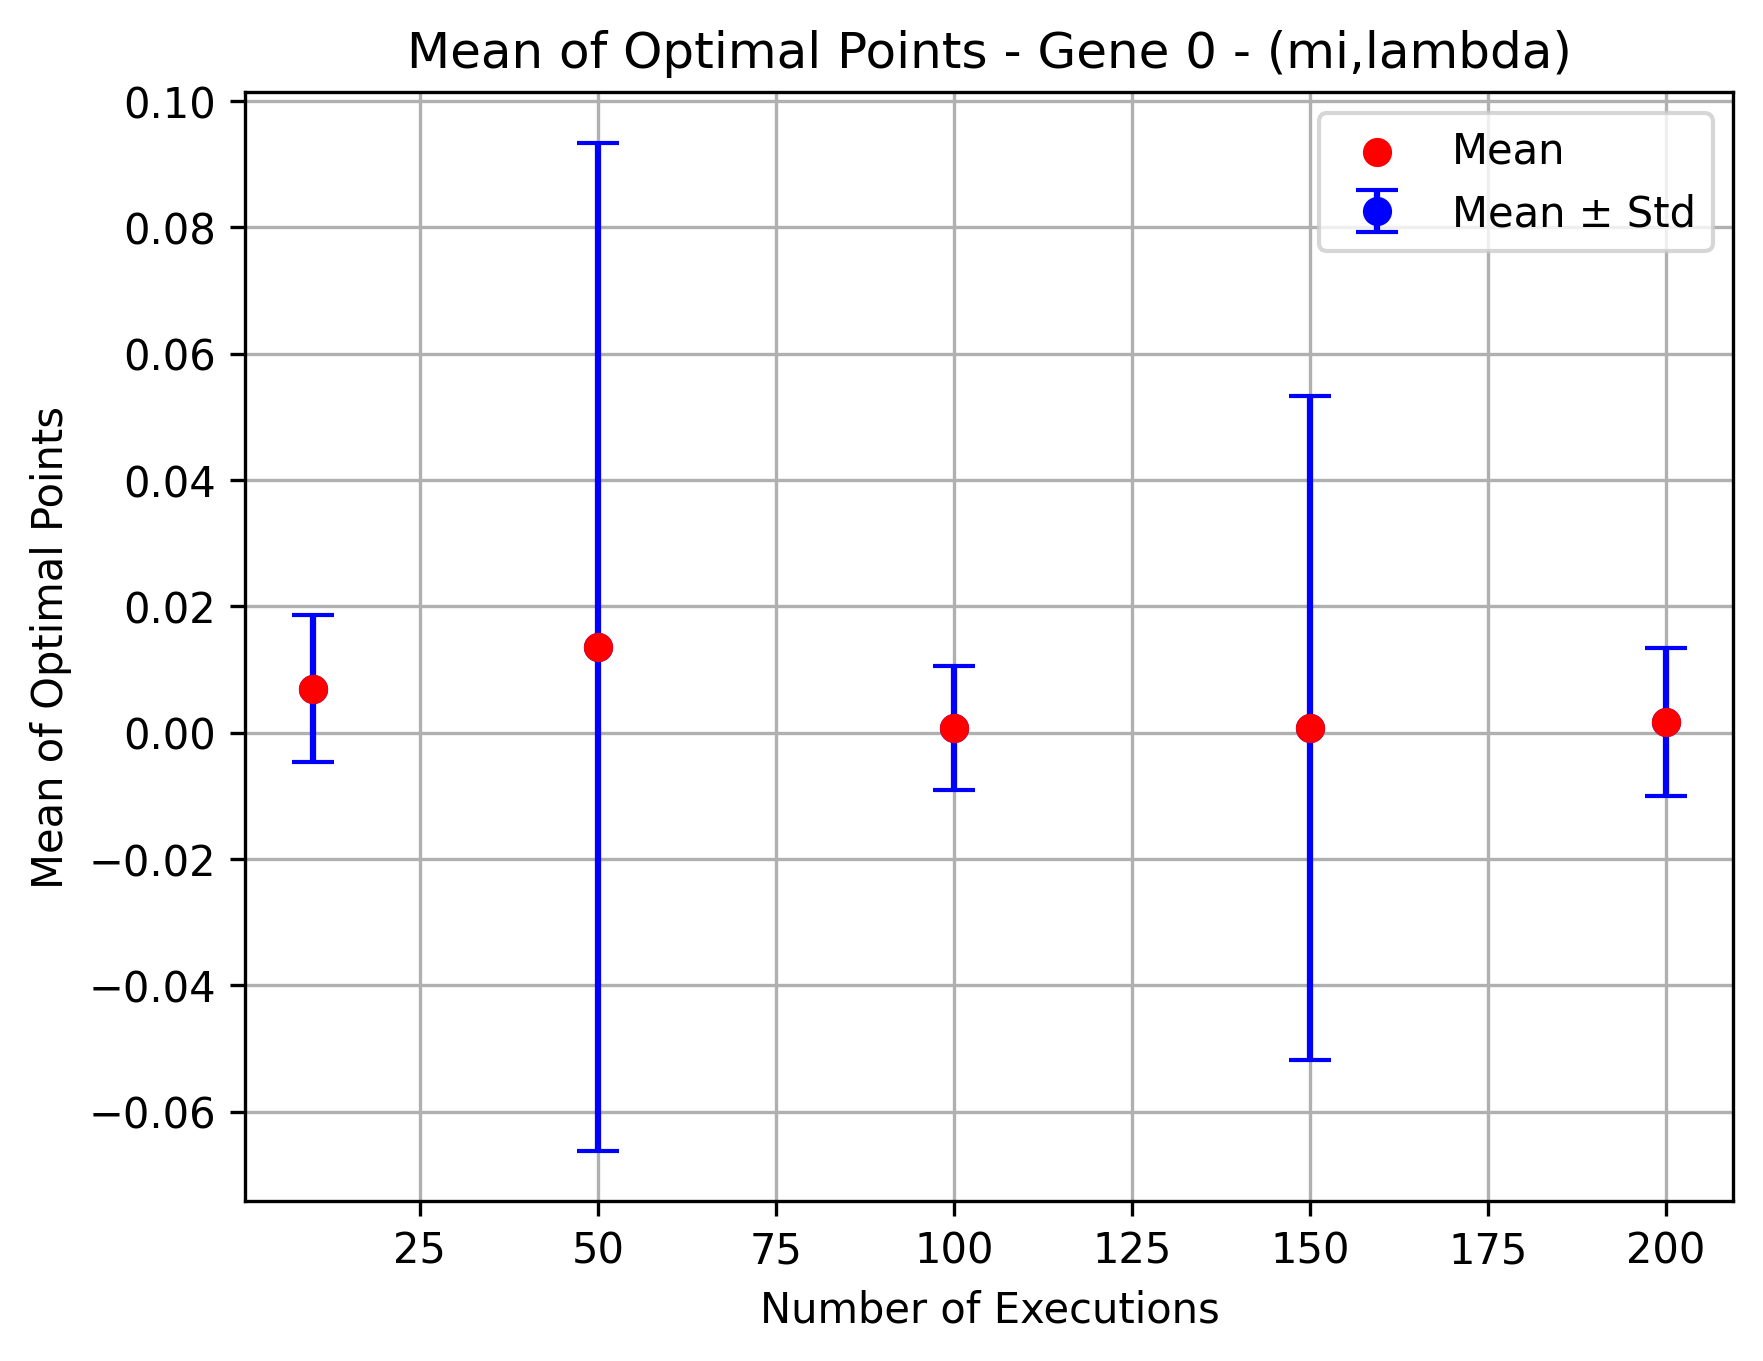 Mean of Optimal Points - Gene 0 - (mi,lambda)
Mean
Mean ± Std
Mean of Optimal Points
0.10
0.08
0.06
0.04
0.02
0.00
−0.02
−0.04
−0.06
25 50 75 100 125 150 175 200
Number of Executions